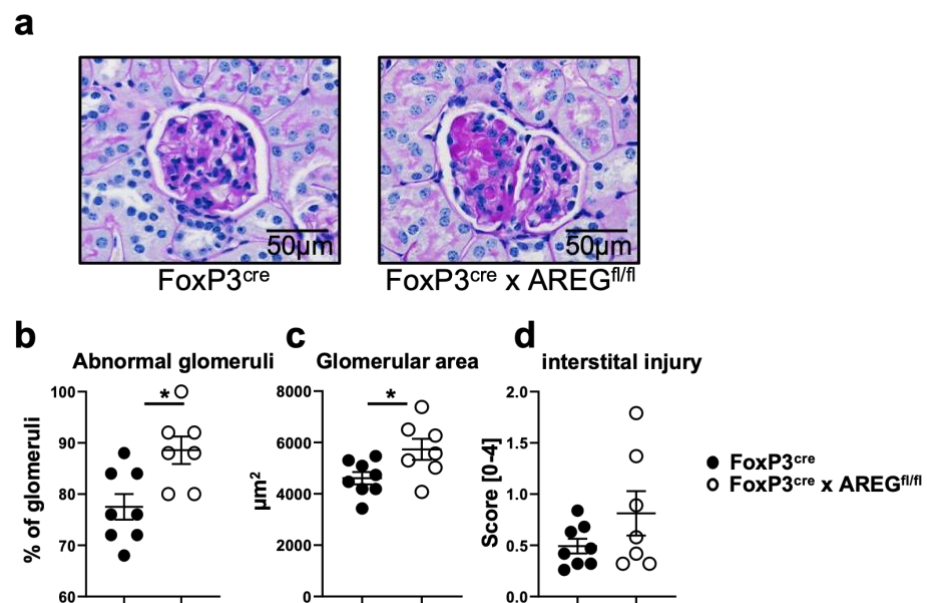 a
50µm
50µm
FoxP3cre
FoxP3cre x AREGfl/fl
b
Abnormal glomeruli
% of glomeruli
100
90
80
70
60
*
c
Glomerular area
µm2
8000
6000
4000
2000
0
*
d
interstital injury
Score [0-4]
2.0
1.5
1.0
0.5
0.0
FoxP3cre
FoxP3cre x AREGfl/fl